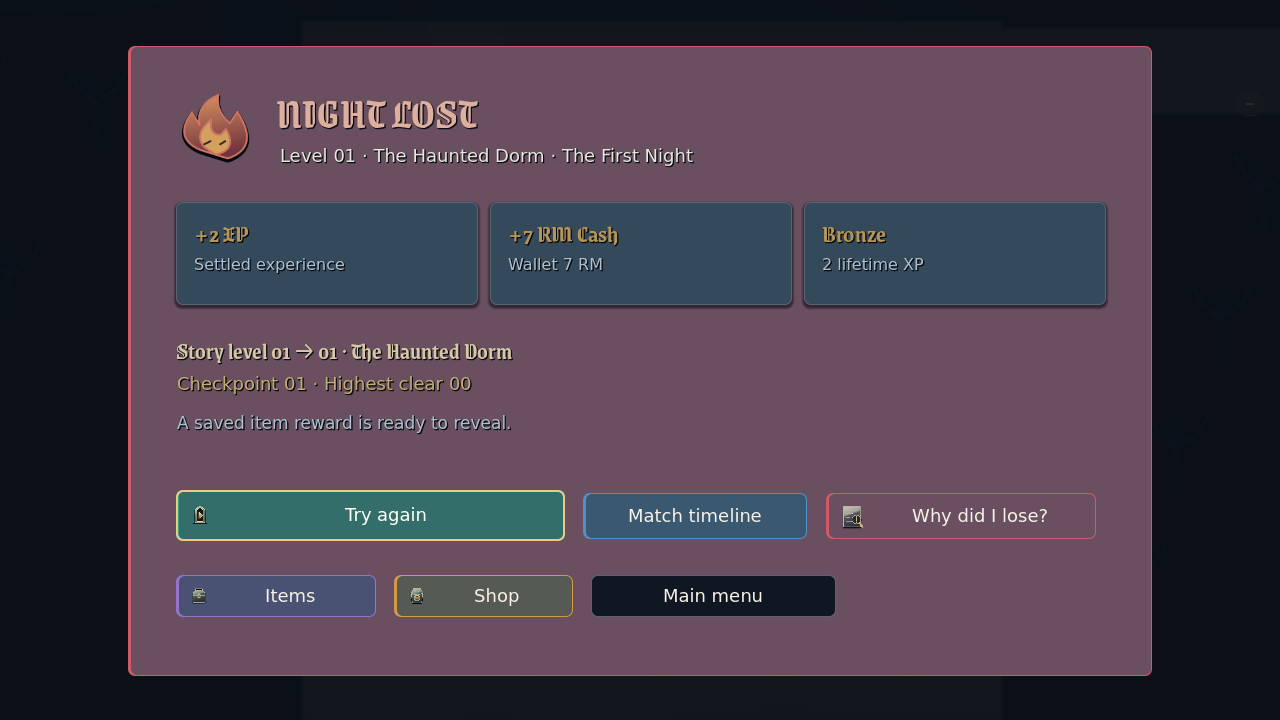 NIGHT LOST
Level 01 · The Haunted Dorm · The First Night
+2 XP
Settled experience
+7 RM Cash
Wallet 7 RM
Bronze
2 lifetime XP
Story level 01 → 01 · The Haunted Dorm
Checkpoint 01 · Highest clear 00
A saved item reward is ready to reveal.
Try again
Match timeline
Why did I lose?
Items
Shop
Main menu